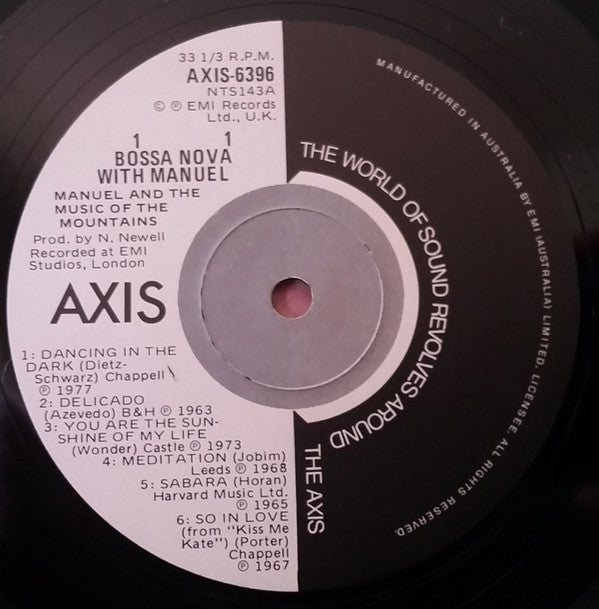 33 1/3 R.P.M.
AXIS-6396
NTS143A
© ℗ EMI Records
Ltd., U.K.
1 1
BOSSA NOVA
WITH MANUEL
MANUEL AND THE
MUSIC OF THE
MOUNTAINS
Prod. by N. Newell
Recorded at EMI
Studios, London
AXIS
1: DANCING IN THE
DARK (Dietz-
Schwarz) Chappell
℗ 1977
2: DELICADO
(Azevedo) B&H ℗ 1963
3: YOU ARE THE SUN-
SHINE OF MY LIFE
(Wonder) Castle ℗ 1973
4: MEDITATION (Jobim)
Leeds ℗ 1968
5: SABARA (Horan)
Harvard Music Ltd.
℗ 1965
6: SO IN LOVE
(from "Kiss Me
Kate") (Porter)
Chappell
℗ 1967
THE WORLD OF SOUND REVOLVES AROUND
THE AXIS
MANUFACTURED IN AUSTRALIA BY EMI (AUSTRALIA) LIMITED. LICENSEE. ALL RIGHTS RESERVED.